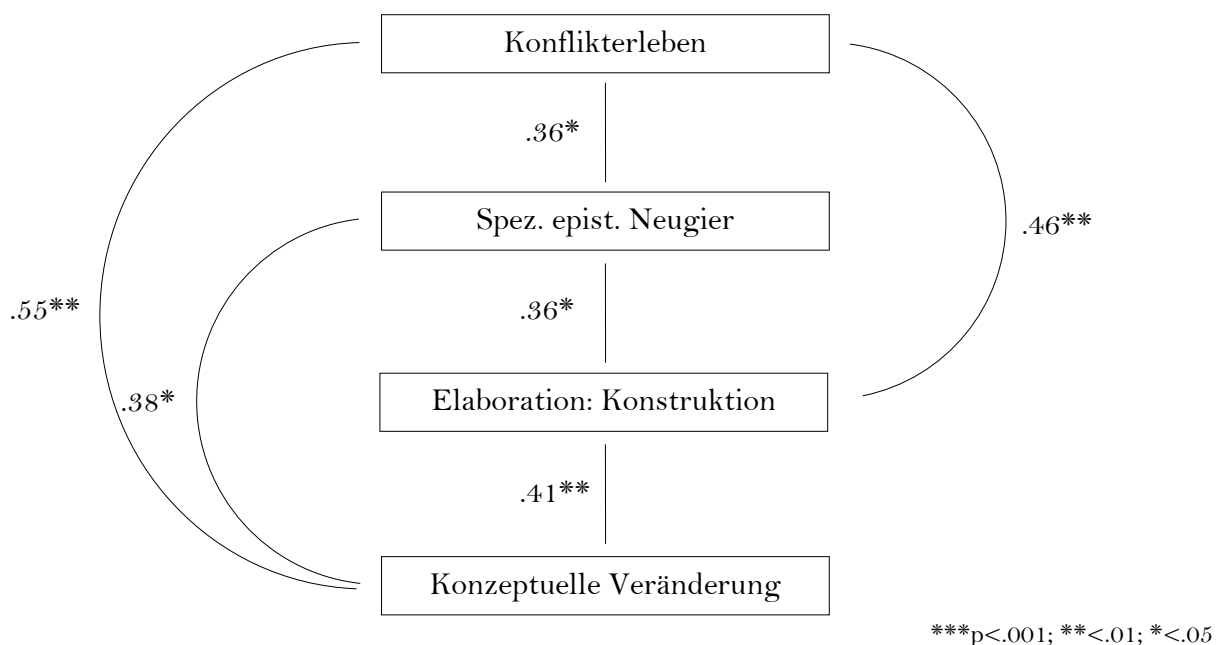 Konflikterleben
.36*
Spez. epist. Neugier
.46**
.55**
.36*
.38*
Elaboration: Konstruktion
.41**
Konzeptuelle Veränderung
***p<.001; **<.01; *<.05